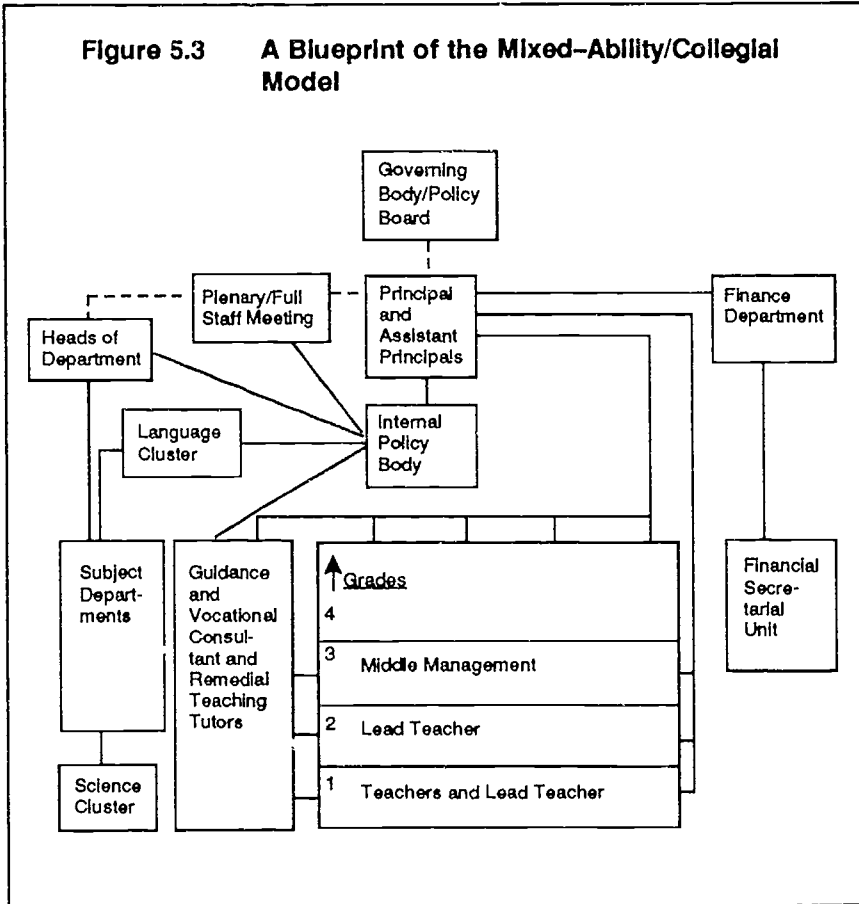 Figure 5.3 A Blueprint of the Mixed–Ability/Collegial
Model
Governing
Body/Policy
Board
Plenary/Full
Staff Meeting
Principal
and
Assistant
Principals
Finance
Department
Heads of
Department
Language
Cluster
Internal
Policy
Body
Subject
Depart-
ments
Guidance
and
Vocational
Consul-
tant and
Remedial
Teaching
Tutors
Grades
4
3 Middle Management
2 Lead Teacher
1 Teachers and Lead Teacher
Financial
Secre-
tarial
Unit
Science
Cluster